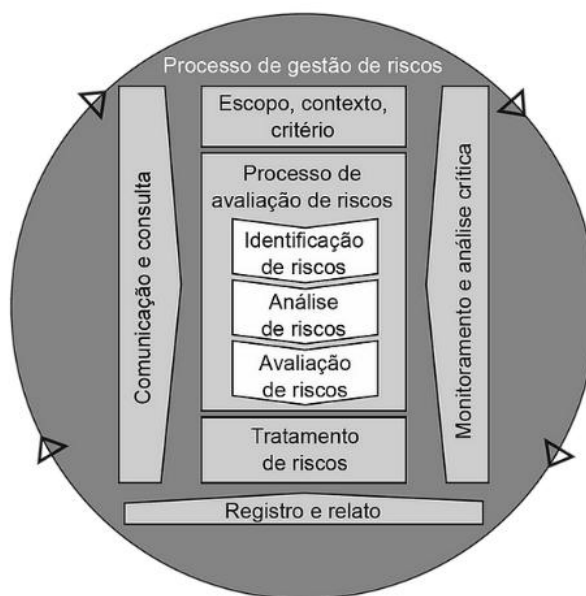 Processo de gestão de riscos
Escopo, contexto,
critério
Processo de
avaliação de riscos
Identificação
de riscos
Análise
de riscos
Avaliação
de riscos
Tratamento
de riscos
Comunicação e consulta
Monitoramento e análise crítica
Registro e relato